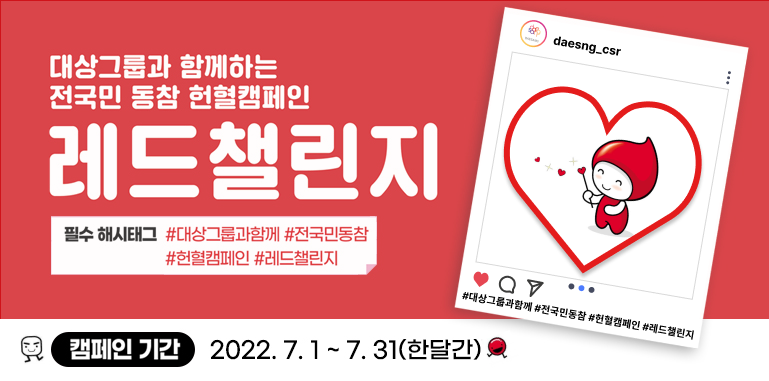 대상그룹과 함께하는
전국민 동참 헌혈캠페인
레드챌린지
필수 해시태그 #대상그룹과함께 #전국민동참
#헌혈캠페인 #레드챌린지
daesng_csr
#대상그룹과함께 #전국민동참 #헌혈캠페인 #레드챌린지
캠페인 기간 2022. 7. 1 ~ 7. 31(한달간)